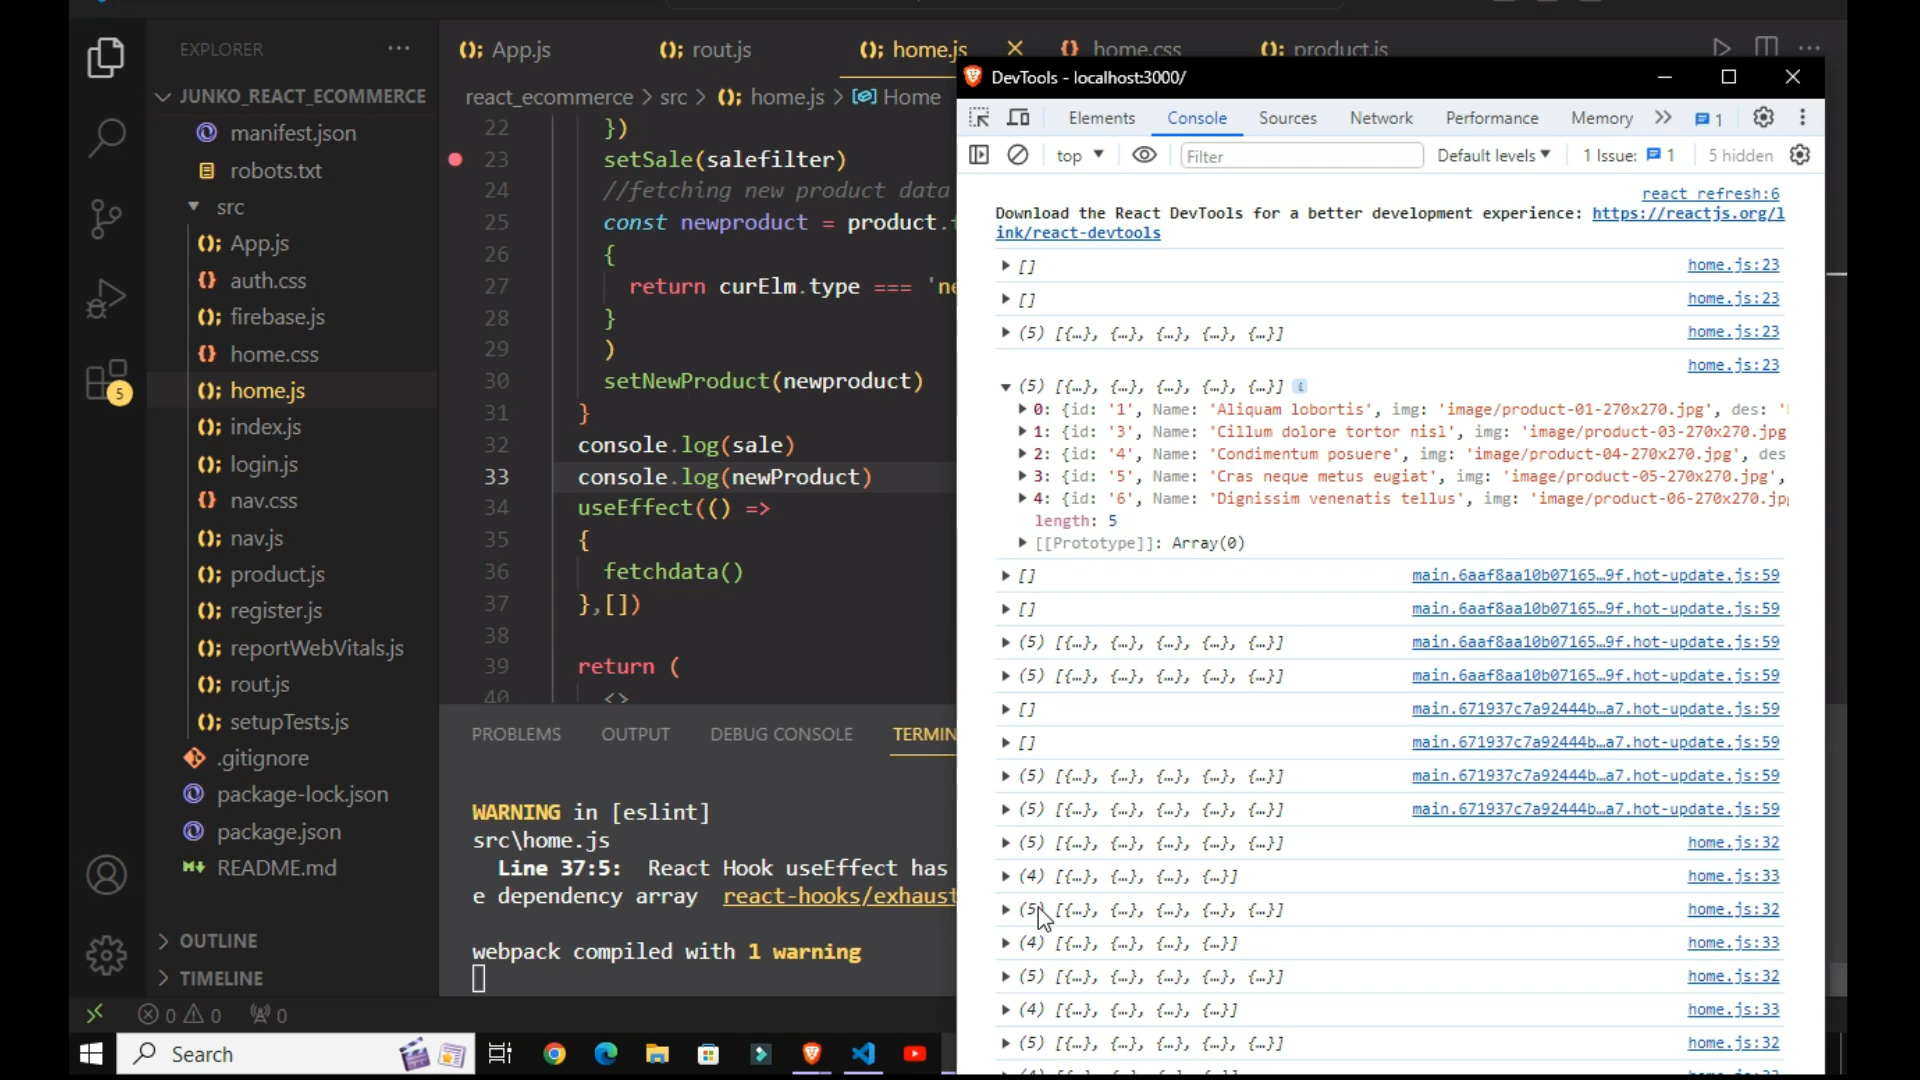 EXPLORER
JUNKO_REACT_ECOMMERCE
manifest.json
robots.txt
src
App.js
auth.css
firebase.js
home.css
home.js
index.js
login.js
nav.css
nav.js
product.js
register.js
reportWebVitals.js
rout.js
setupTests.js
.gitignore
package-lock.json
package.json
README.md
OUTLINE
TIMELINE
5
App.js rout.js home.js home.css product.js
react_ecommerce > src > home.js > Home
22 })
23 setSale(salefilter)
24 //fetching new product data
25 const newproduct = product.
26 {
27 return curElm.type ===
28 }
29 )
30 setNewProduct(newproduct)
31 }
32 console.log(sale)
33 console.log(newProduct)
34 useEffect(() =>
35 {
36 fetchdata()
37 },[])
38
39 return (
40 <>
PROBLEMS OUTPUT DEBUG CONSOLE TERMIN
WARNING in [eslint]
src\home.js
Line 37:5: React Hook useEffect has
e dependency array react-hooks/exhaust
webpack compiled with 1 warning
0 0 0
Search
DevTools - localhost:3000/
Elements Console Sources Network Performance Memory 1
top Filter Default levels 1 Issue: 1 5 hidden
react refresh:6
Download the React DevTools for a better development experience: https://reactjs.org/l
ink/react-devtools
[] home.js:23
[] home.js:23
(5) [{…}, {…}, {…}, {…}, {…}] home.js:23
home.js:23
(5) [{…}, {…}, {…}, {…}, {…}] i
0: {id: '1', Name: 'Aliquam lobortis', img: 'image/product-01-270x270.jpg', des: '
1: {id: '3', Name: 'Cillum dolore tortor nisl', img: 'image/product-03-270x270.jpg
2: {id: '4', Name: 'Condimentum posuere', img: 'image/product-04-270x270.jpg', des
3: {id: '5', Name: 'Cras neque metus eugiat', img: 'image/product-05-270x270.jpg',
4: {id: '6', Name: 'Dignissim venenatis tellus', img: 'image/product-06-270x270.jp
length: 5
[[Prototype]]: Array(0)
[] main.6aaf8aa10b07165…9f.hot-update.js:59
[] main.6aaf8aa10b07165…9f.hot-update.js:59
(5) [{…}, {…}, {…}, {…}, {…}] main.6aaf8aa10b07165…9f.hot-update.js:59
(5) [{…}, {…}, {…}, {…}, {…}] main.6aaf8aa10b07165…9f.hot-update.js:59
[] main.671937c7a92444b…a7.hot-update.js:59
[] main.671937c7a92444b…a7.hot-update.js:59
(5) [{…}, {…}, {…}, {…}, {…}] main.671937c7a92444b…a7.hot-update.js:59
(5) [{…}, {…}, {…}, {…}, {…}] main.671937c7a92444b…a7.hot-update.js:59
(5) [{…}, {…}, {…}, {…}, {…}] home.js:32
(4) [{…}, {…}, {…}, {…}] home.js:33
(5) [{…}, {…}, {…}, {…}, {…}] home.js:32
(4) [{…}, {…}, {…}, {…}] home.js:33
(5) [{…}, {…}, {…}, {…}, {…}] home.js:32
(4) [{…}, {…}, {…}, {…}] home.js:33
(5) [{…}, {…}, {…}, {…}, {…}] home.js:32